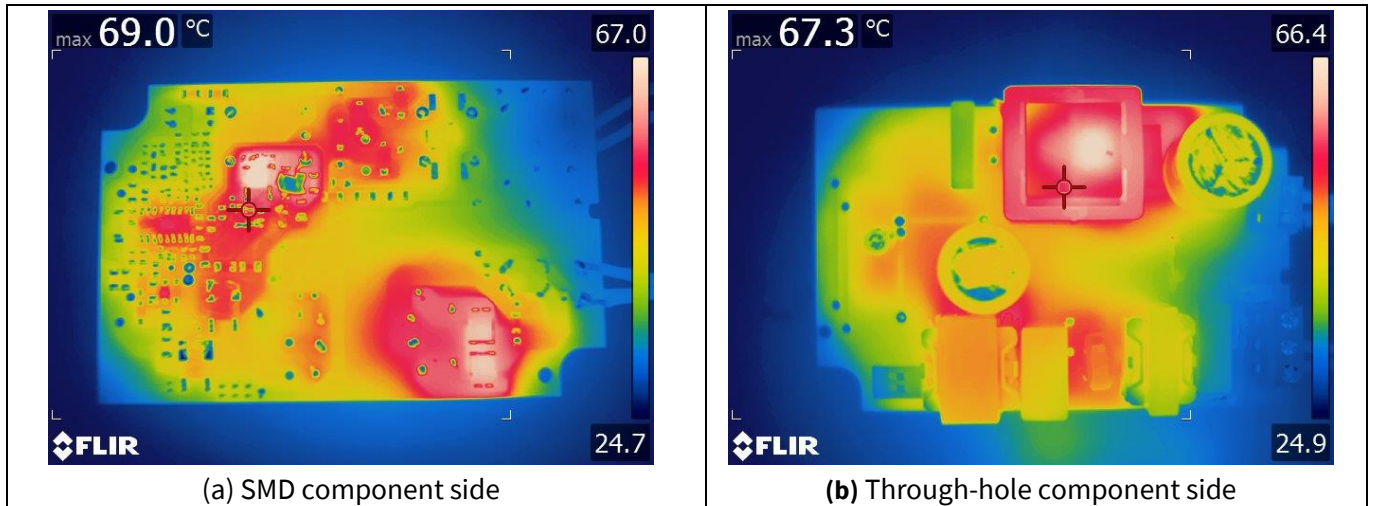 max 69.0 °C
67.0
24.7
FLIR
(a) SMD component side
max 67.3 °C
66.4
24.9
FLIR
(b) Through-hole component side